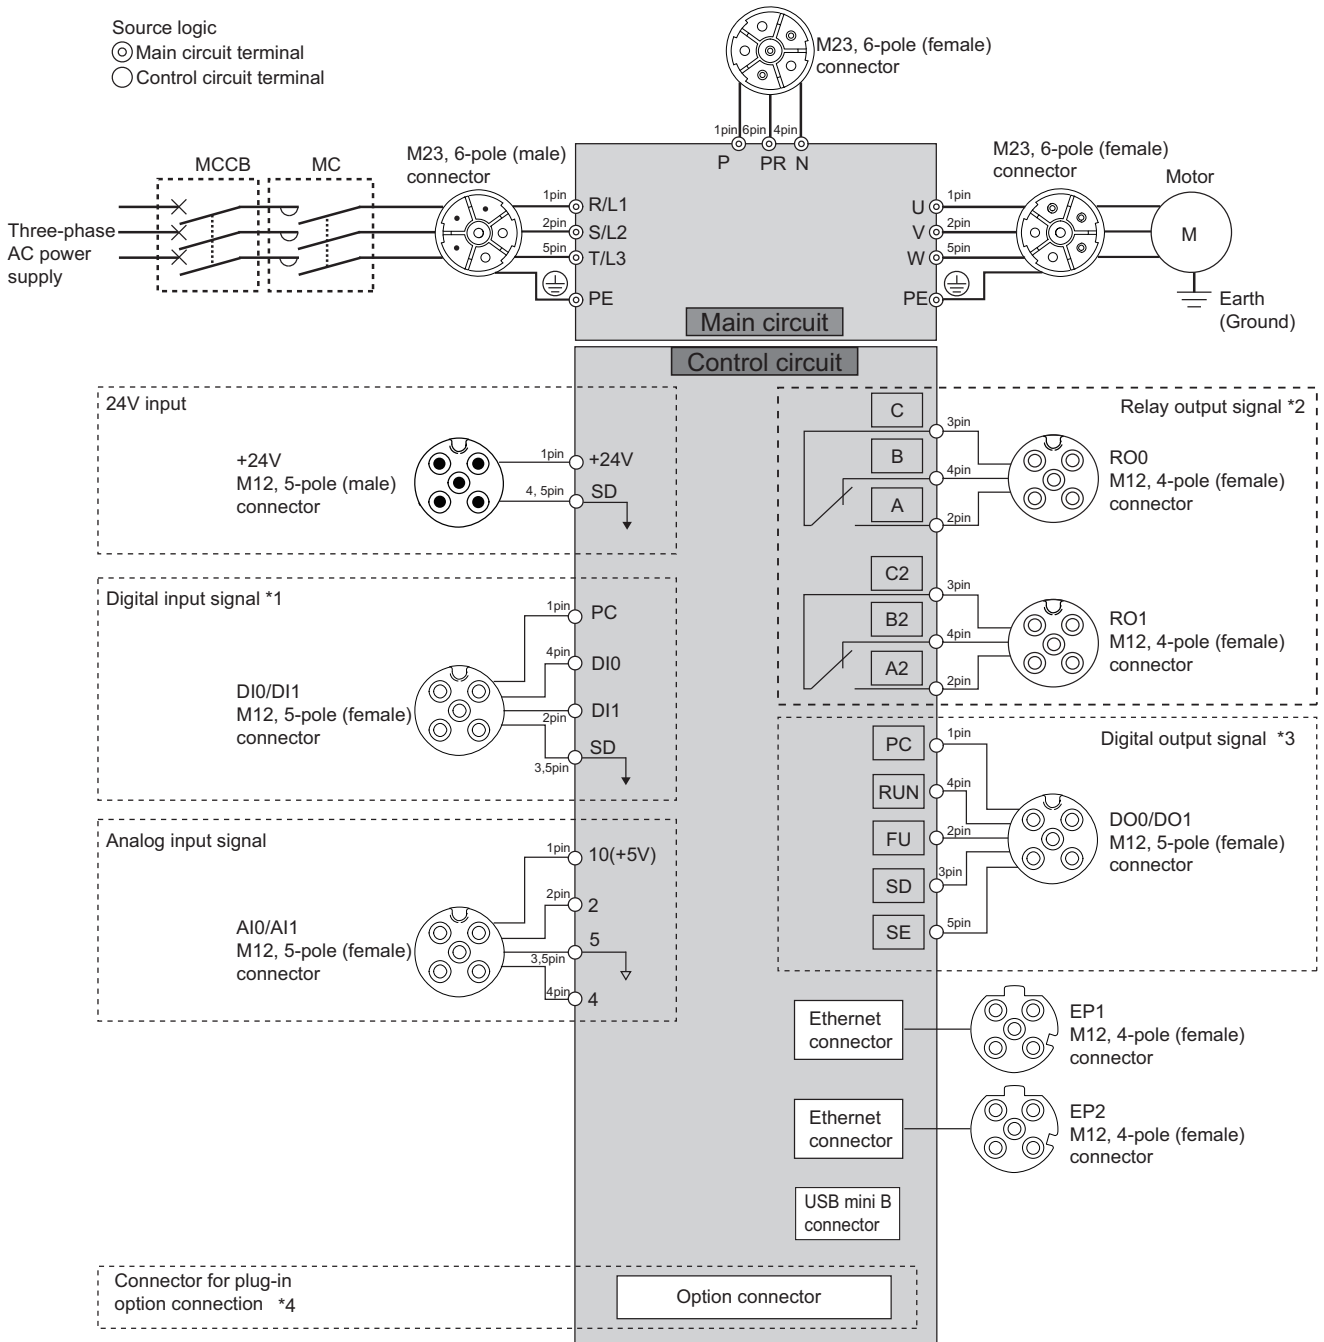 Source logic
Main circuit terminal
Control circuit terminal
M23, 6-pole (female)
connector
1pin 6pin 4pin
P PR N
MCCB MC
M23, 6-pole (male)
connector
Three-phase
AC power
supply
1pin R/L1
2pin S/L2
5pin T/L3
PE
M23, 6-pole (female)
connector
Motor
U 1pin
V 2pin
W 5pin
PE
M
Earth
(Ground)
Main circuit
Control circuit
24V input
+24V
M12, 5-pole (male)
connector
1pin +24V
4, 5pin SD
Digital input signal *1
DI0/DI1
M12, 5-pole (female)
connector
1pin PC
4pin DI0
2pin DI1
3,5pin SD
Analog input signal
AI0/AI1
M12, 5-pole (female)
connector
1pin 10(+5V)
2pin 2
3,5pin 5
4pin 4
Relay output signal *2
C 3pin
B 4pin
A 2pin
RO0
M12, 4-pole (female)
connector
C2 3pin
B2 4pin
A2 2pin
RO1
M12, 4-pole (female)
connector
Digital output signal *3
PC 1pin
RUN 4pin
FU 2pin
SD 3pin
SE 5pin
DO0/DO1
M12, 5-pole (female)
connector
Ethernet
connector
EP1
M12, 4-pole (female)
connector
Ethernet
connector
EP2
M12, 4-pole (female)
connector
USB mini B
connector
Connector for plug-in
option connection *4
Option connector